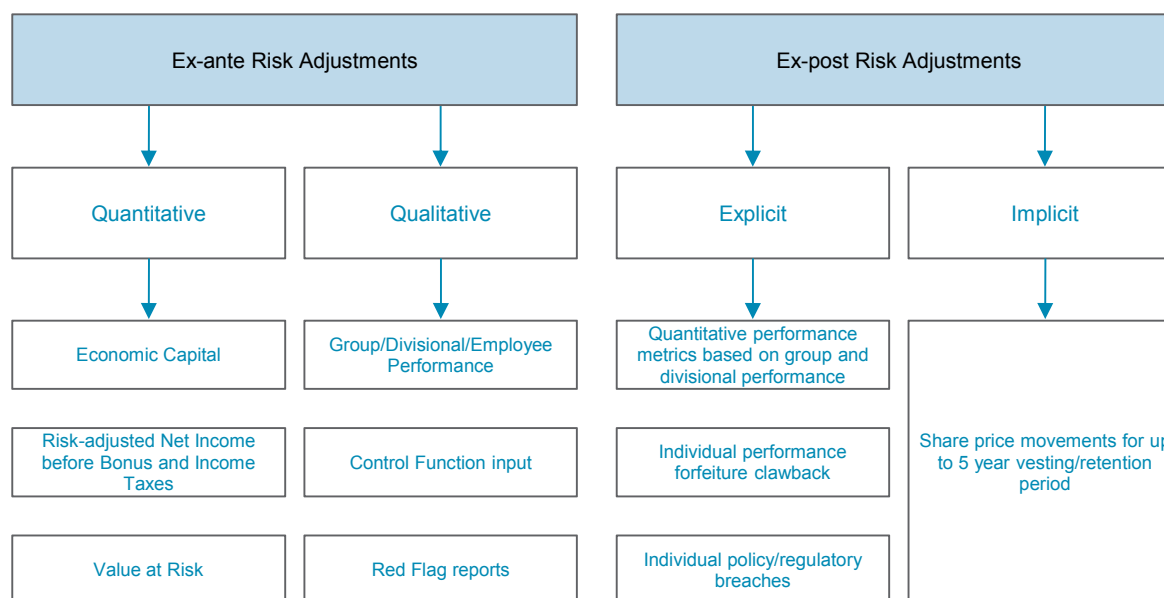 Ex-ante Risk Adjustments
Ex-post Risk Adjustments
Quantitative
Qualitative
Explicit
Implicit
Economic Capital
Group/Divisional/Employee
Performance
Quantitative performance
metrics based on group and
divisional performance
Risk-adjusted Net Income
before Bonus and Income
Taxes
Control Function input
Individual performance
forfeiture clawback
Share price movements for up
to 5 year vesting/retention
period
Value at Risk
Red Flag reports
Individual policy/regulatory
breaches